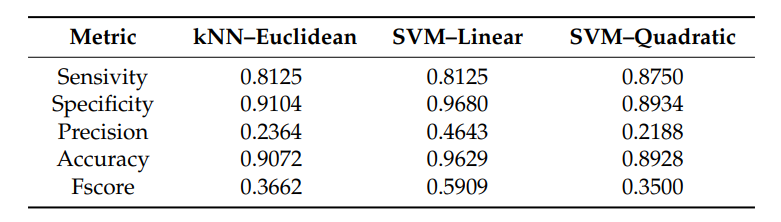 Metric kNN–Euclidean SVM–Linear SVM–Quadratic
Sensivity 0.8125 0.8125 0.8750
Specificity 0.9104 0.9680 0.8934
Precision 0.2364 0.4643 0.2188
Accuracy 0.9072 0.9629 0.8928
Fscore 0.3662 0.5909 0.3500